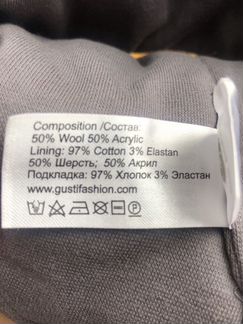 Composition /Состав:
50% Wool 50% Acrylic
Lining: 97% Cotton 3% Elastan
50% Шерсть; 50% Акрил
Подкладка: 97% Хлопок 3% Эластан
www.gustifashion.com